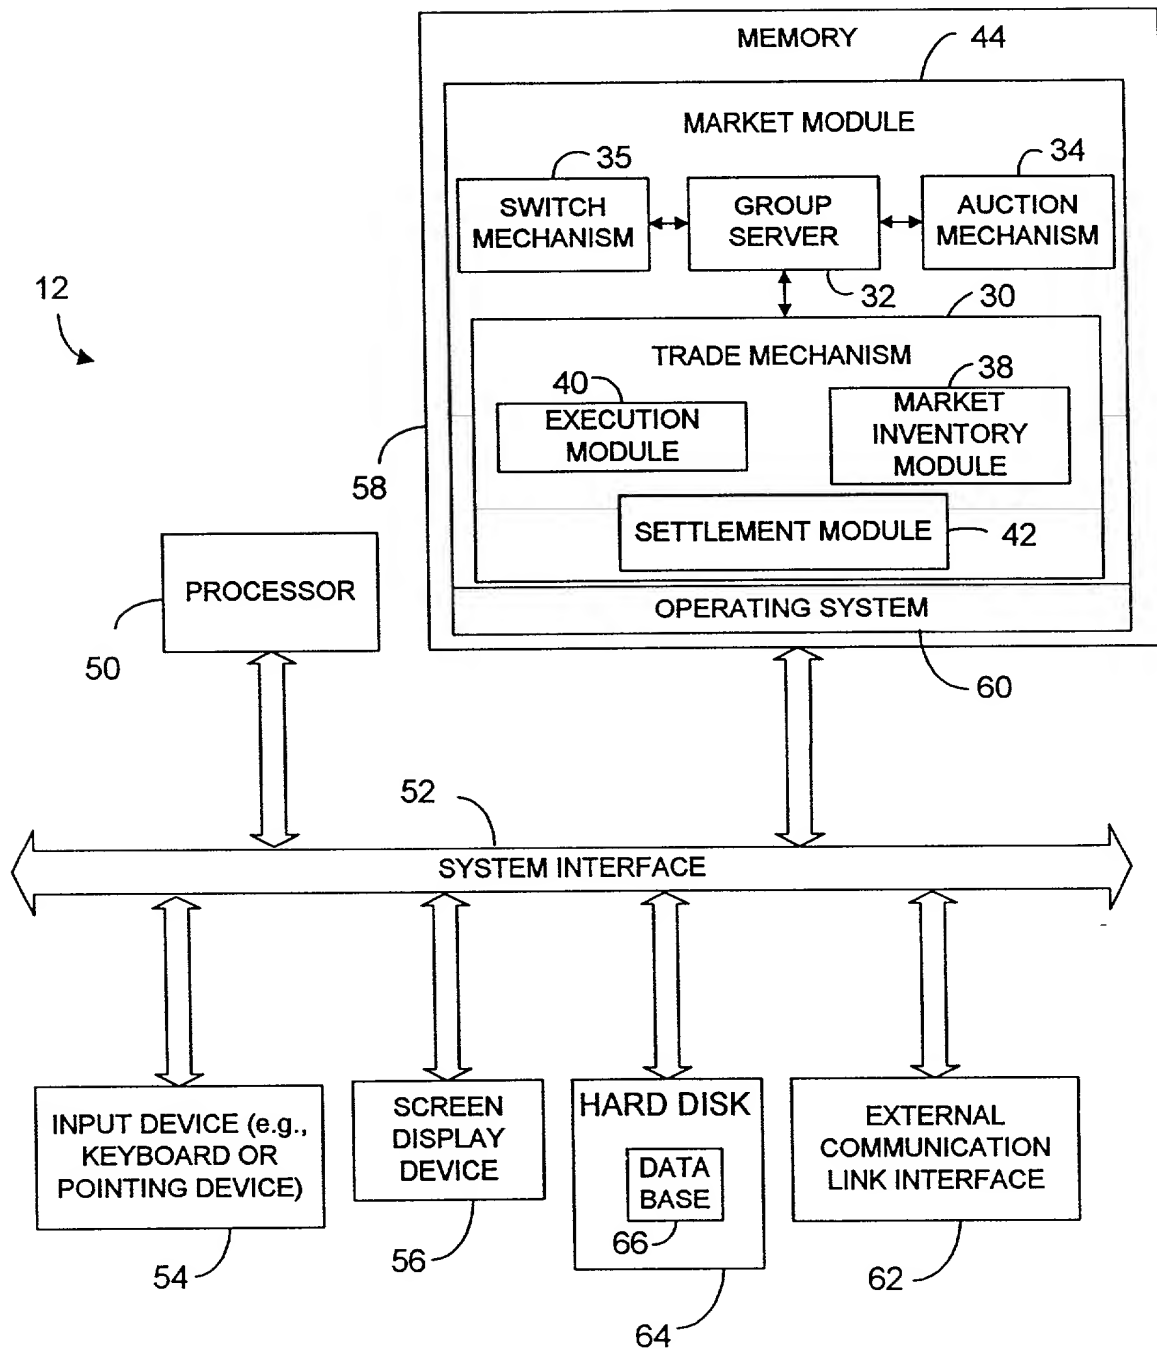 MEMORY
44
MARKET MODULE
35
34
SWITCH
MECHANISM
GROUP
SERVER
AUCTION
MECHANISM
12
32
30
TRADE MECHANISM
40
38
EXECUTION
MODULE
MARKET
INVENTORY
MODULE
58
SETTLEMENT MODULE
42
PROCESSOR
OPERATING SYSTEM
50
60
52
SYSTEM INTERFACE
INPUT DEVICE (e.g.,
KEYBOARD OR
POINTING DEVICE)
SCREEN
DISPLAY
DEVICE
HARD DISK
DATA
BASE
EXTERNAL
COMMUNICATION
LINK INTERFACE
54
56
66
62
64